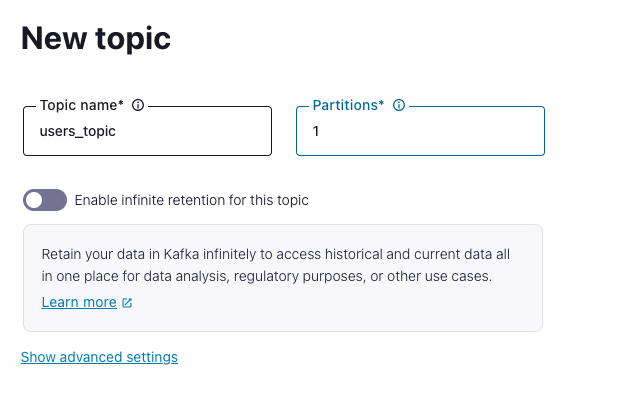 New topic
Topic name*
Partitions*
users_topic
1
Enable infinite retention for this topic
Retain your data in Kafka infinitely to access historical and current data all
in one place for data analysis, regulatory purposes, or other use cases.
Learn more
Show advanced settings